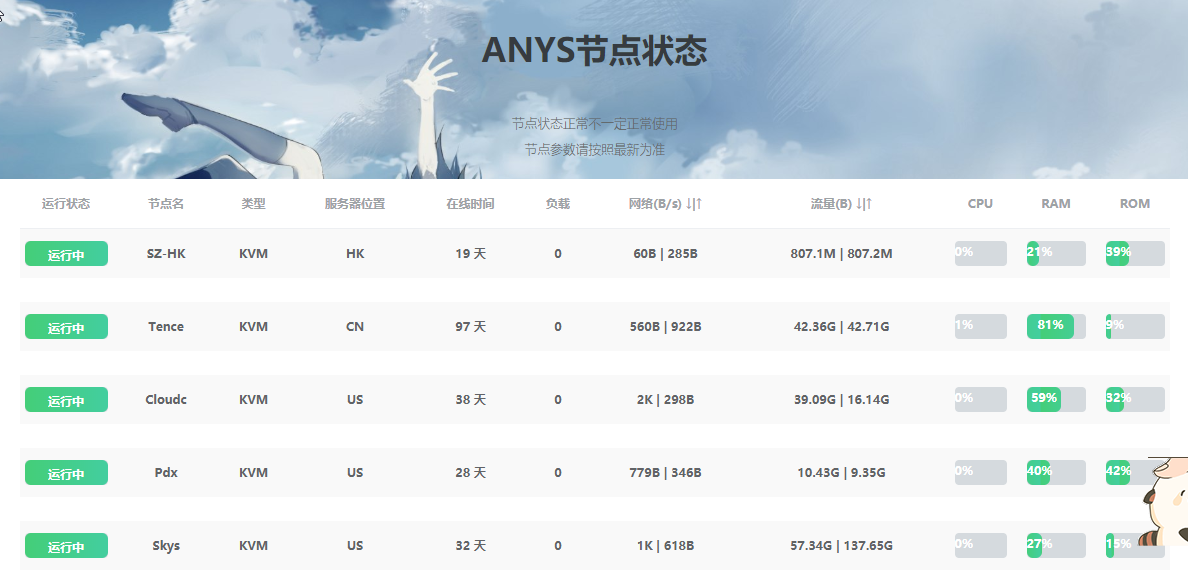 ANYS节点状态
节点状态正常不一定正常使用
节点参数请按照最新为准
运行状态 节点名 类型 服务器位置 在线时间 负载 网络(B/s) ↓|↑ 流量(B) ↓|↑ CPU RAM ROM
运行中 SZ-HK KVM HK 19 天 0 60B | 285B 807.1M | 807.2M 0% 21% 39%
运行中 Tence KVM CN 97 天 0 560B | 922B 42.36G | 42.71G 1% 81% 9%
运行中 Cloudc KVM US 38 天 0 2K | 298B 39.09G | 16.14G 0% 59% 32%
运行中 Pdx KVM US 28 天 0 779B | 346B 10.43G | 9.35G 0% 40% 42%
运行中 Skys KVM US 32 天 0 1K | 618B 57.34G | 137.65G 0% 27% 15%